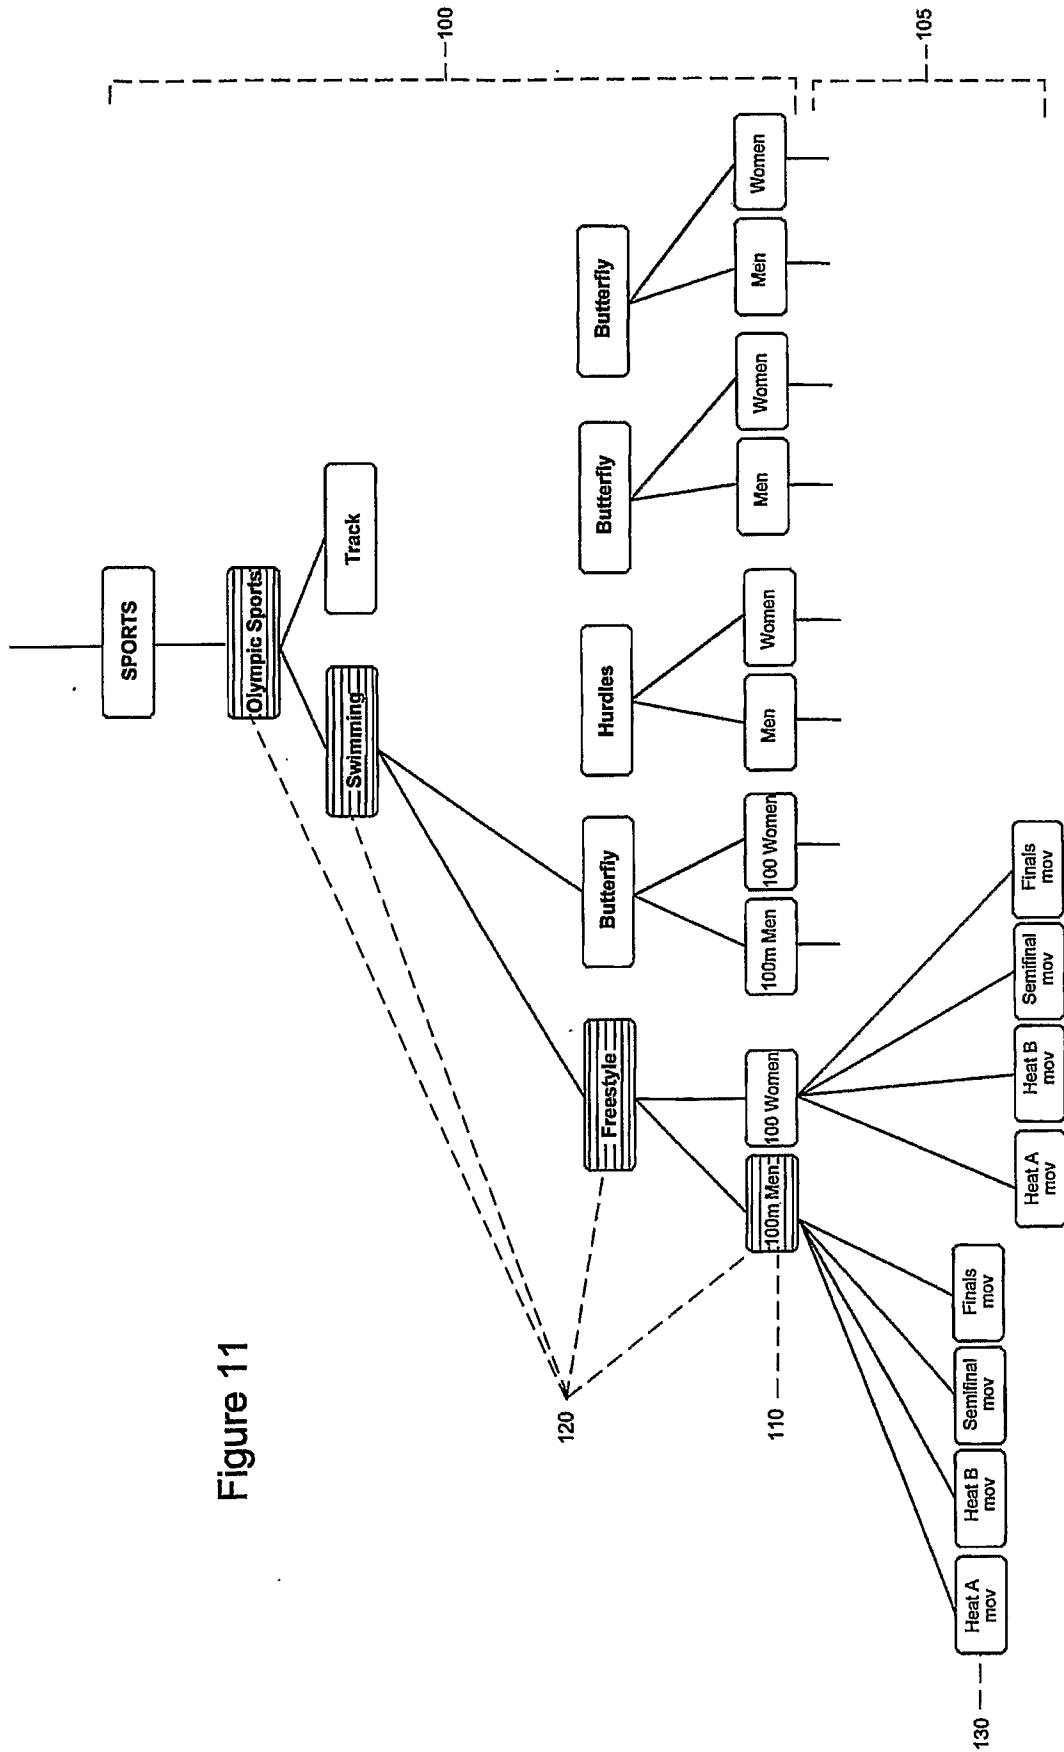 Figure 11
SPORTS
Olympic Sports
Swimming
Track
100
Freestyle
Butterfly
Hurdles
Butterfly
Butterfly
120
100m Men
100 Women
100m Men
100 Women
Men
Women
Men
Women
Men
Women
110
105
Heat A
mov
Heat B
mov
Semifinal
mov
Finals
mov
130
Heat A
mov
Heat B
mov
Semifinal
mov
Finals
mov